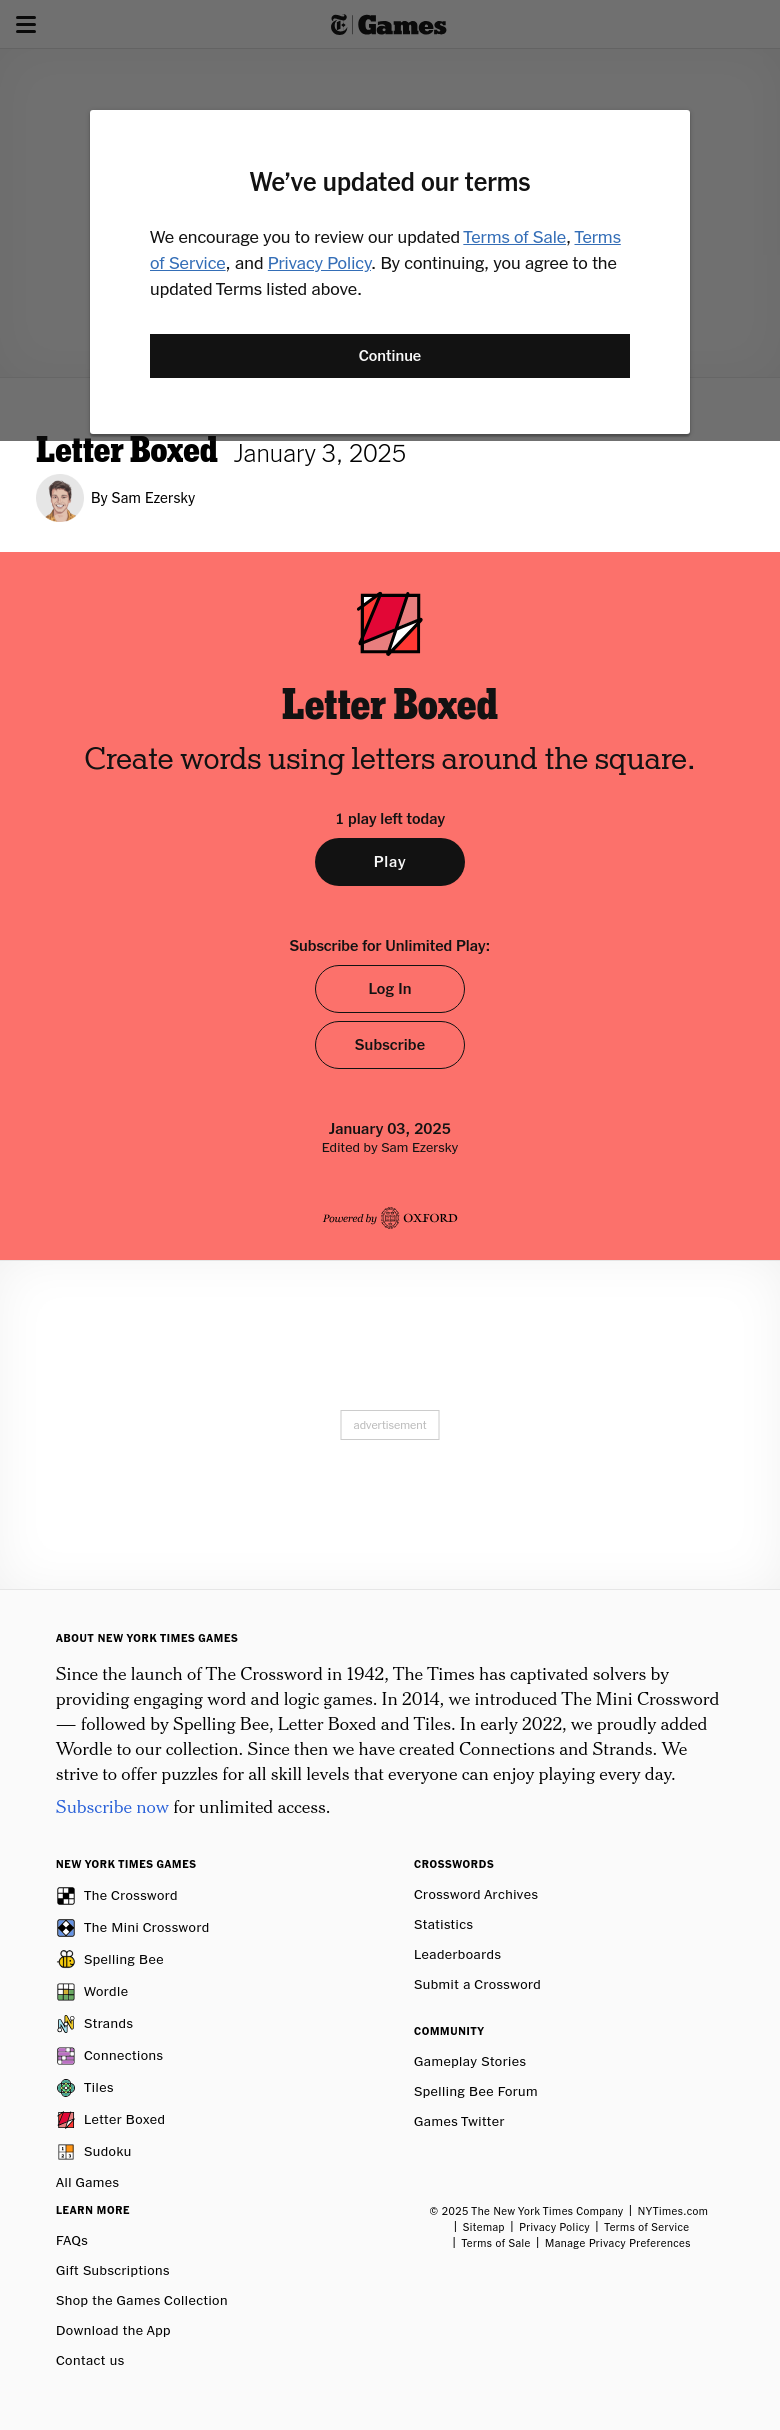 T Games
We’ve updated our terms
We encourage you to review our updated Terms of Sale, Terms
of Service, and Privacy Policy. By continuing, you agree to the
updated Terms listed above.
Continue
Letter Boxed January 3, 2025
By Sam Ezersky
Letter Boxed
Create words using letters around the square.
1 play left today
Play
Subscribe for Unlimited Play:
Log In
Subscribe
January 03, 2025
Edited by Sam Ezersky
Powered by OXFORD
advertisement
ABOUT NEW YORK TIMES GAMES
Since the launch of The Crossword in 1942, The Times has captivated solvers by
providing engaging word and logic games. In 2014, we introduced The Mini Crossword
— followed by Spelling Bee, Letter Boxed and Tiles. In early 2022, we proudly added
Wordle to our collection. Since then we have created Connections and Strands. We
strive to offer puzzles for all skill levels that everyone can enjoy playing every day.
Subscribe now for unlimited access.
NEW YORK TIMES GAMES
The Crossword
The Mini Crossword
Spelling Bee
Wordle
Strands
Connections
Tiles
Letter Boxed
Sudoku
All Games
CROSSWORDS
Crossword Archives
Statistics
Leaderboards
Submit a Crossword
COMMUNITY
Gameplay Stories
Spelling Bee Forum
Games Twitter
LEARN MORE
FAQs
Gift Subscriptions
Shop the Games Collection
Download the App
Contact us
© 2025 The New York Times Company | NYTimes.com
| Sitemap | Privacy Policy | Terms of Service
| Terms of Sale | Manage Privacy Preferences